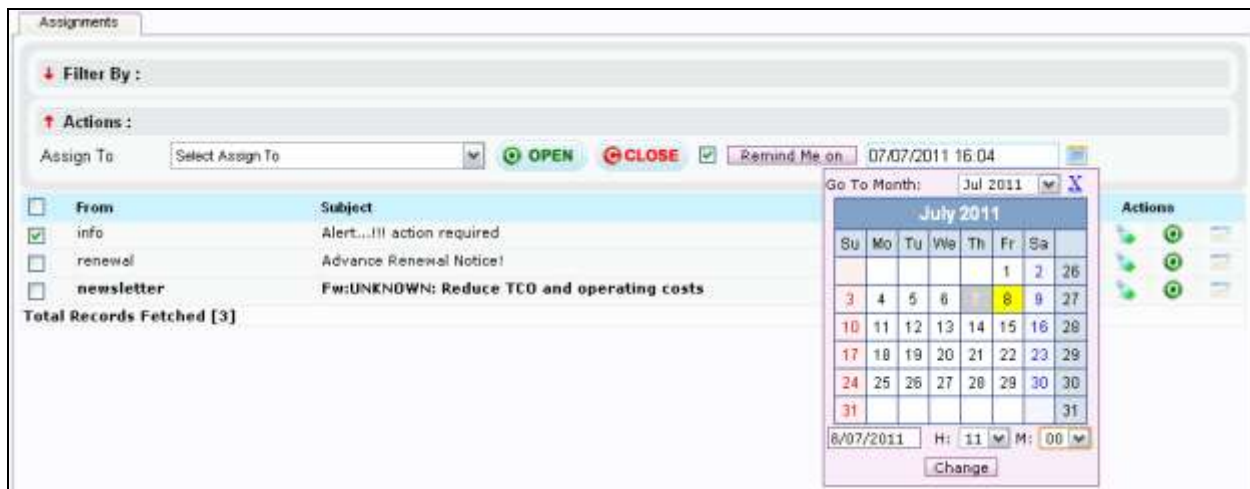 Assignments
Filter By :
Actions :
Assign To Select Assign To OPEN CLOSE Remind Me on 07/07/2011 16:04
Go To Month: Jul 2011 X
July 2011
Su Mo Tu We Th Fr Sa
1 2 26
3 4 5 6 7 8 9 27
10 11 12 13 14 15 16 28
17 18 19 20 21 22 23 29
24 25 26 27 28 29 30 30
31 31
8/07/2011 H: 11 M: 00
Change
From Subject Actions
info Alert...!!! action required
renewal Advance Renewal Notice!
newsletter Fw:UNKNOWN: Reduce TCO and operating costs
Total Records Fetched [3]